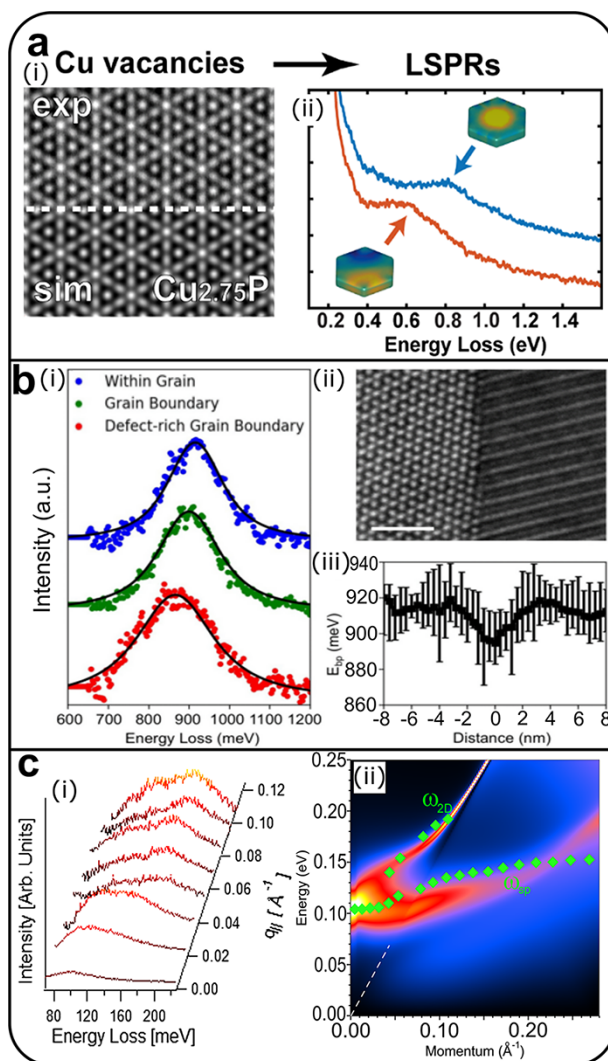 a
(i) Cu vacancies → LSPRs
exp
sim
Cu2.75P
(ii)
0.2 0.4 0.6 0.8 1.0 1.2 1.4
Energy Loss (eV)
b
(i)
Within Grain
Grain Boundary
Defect-rich Grain Boundary
Intensity (a.u.)
600 700 800 900 1000 1100 1200
Energy Loss (meV)
(ii)
(iii)
940
920
900
880
860
Ebp (meV)
-8 -6 -4 -2 0 2 4 6 8
Distance (nm)
c
(i)
Intensity [Arb. Units]
80 120 160 200
Energy Loss [meV]
0.12
0.10
0.08
0.06
0.04
0.02
0.00
q// [Å-1]
(ii)
0.25
0.20
0.15
0.10
0.05
0.00
Energy (eV)
ω2D
ωsp
0.00 0.10 0.20
Momentum (Å-1)